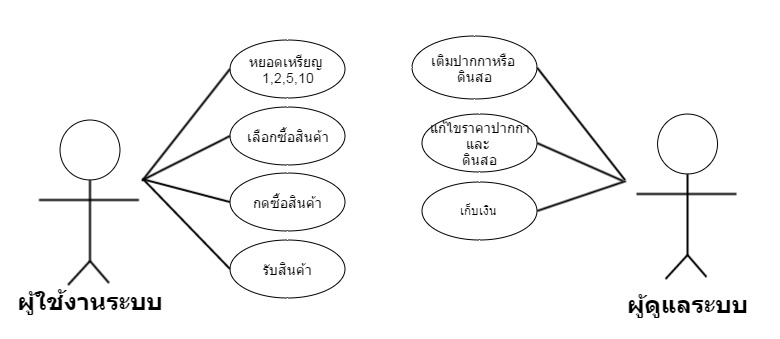 หยอดเหรียญ
1,2,5,10
เลือกซื้อสินค้า
กดซื้อสินค้า
รับสินค้า
ผู้ใช้งานระบบ
เติมปากกาหรือ
ดินสอ
แก้ไขราคาปากกา
และ
ดินสอ
เก็บเงิน
ผู้ดูแลระบบ